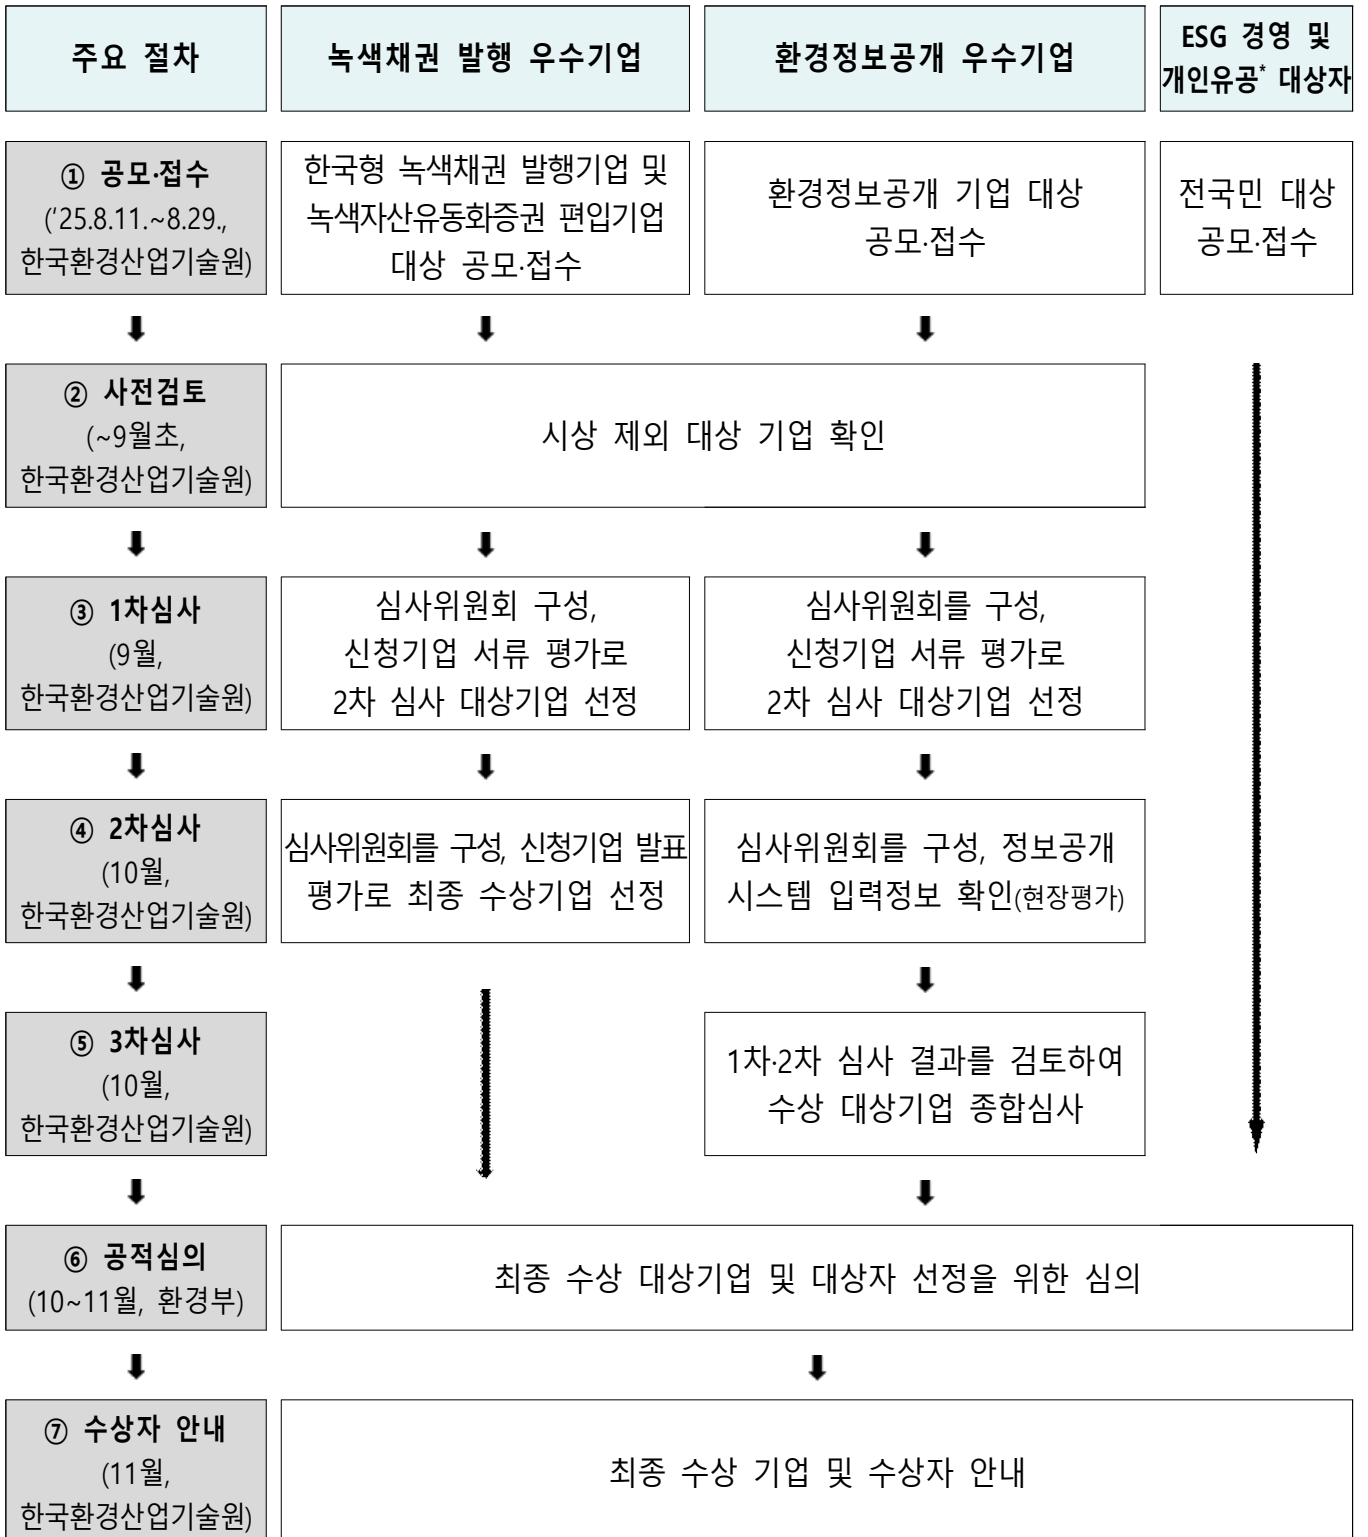 주요 절차
녹색채권 발행 우수기업
환경정보공개 우수기업
ESG 경영 및
개인유공* 대상자
① 공모·접수
(‘25.8.11.~8.29.,
한국환경산업기술원)
한국형 녹색채권 발행기업 및
녹색자산유동화증권 편입기업
대상 공모·접수
환경정보공개 기업 대상
공모·접수
전국민 대상
공모·접수
② 사전검토
(~9월초,
한국환경산업기술원)
시상 제외 대상 기업 확인
③ 1차심사
(9월,
한국환경산업기술원)
심사위원회 구성,
신청기업 서류 평가로
2차 심사 대상기업 선정
심사위원회를 구성,
신청기업 서류 평가로
2차 심사 대상기업 선정
④ 2차심사
(10월,
한국환경산업기술원)
심사위원회를 구성, 신청기업 발표
평가로 최종 수상기업 선정
심사위원회를 구성, 정보공개
시스템 입력정보 확인(현장평가)
⑤ 3차심사
(10월,
한국환경산업기술원)
1차·2차 심사 결과를 검토하여
수상 대상기업 종합심사
⑥ 공적심의
(10~11월, 환경부)
최종 수상 대상기업 및 대상자 선정을 위한 심의
⑦ 수상자 안내
(11월,
한국환경산업기술원)
최종 수상 기업 및 수상자 안내